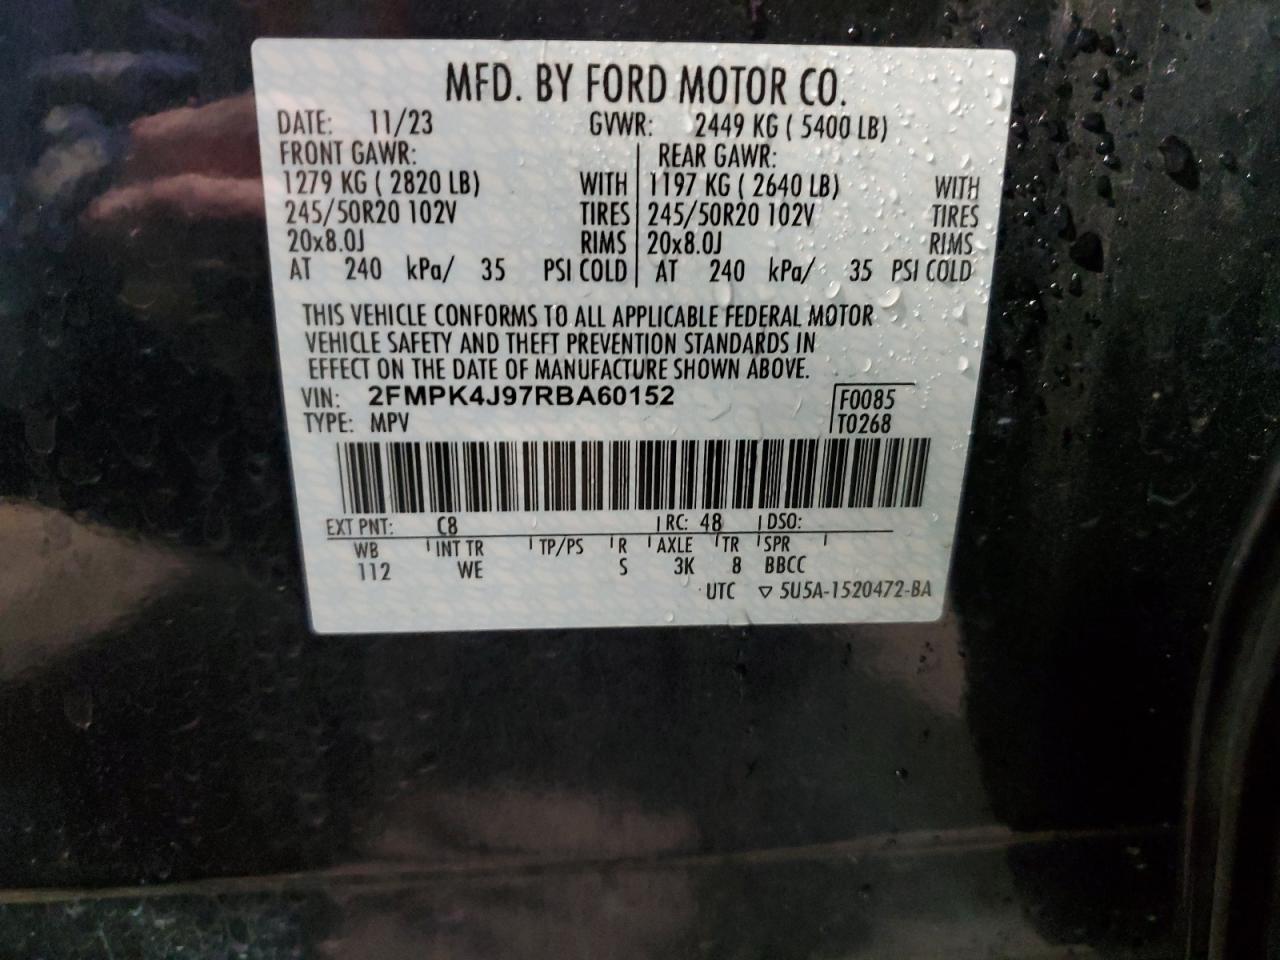 MFD. BY FORD MOTOR CO.
DATE: 11/23 GVWR: 2449 KG ( 5400 LB)
FRONT GAWR: REAR GAWR:
1279 KG ( 2820 LB) WITH 1197 KG ( 2640 LB) WITH
245/50R20 102V TIRES 245/50R20 102V TIRES
20x8.0J RIMS 20x8.0J RIMS
AT 240 kPa/ 35 PSI COLD AT 240 kPa/ 35 PSI COLD
THIS VEHICLE CONFORMS TO ALL APPLICABLE FEDERAL MOTOR
VEHICLE SAFETY AND THEFT PREVENTION STANDARDS IN
EFFECT ON THE DATE OF MANUFACTURE SHOWN ABOVE.
VIN: 2FMPK4J97RBA60152 F0085
TYPE: MPV T0268
EXT PNT: C8 RC: 48 DSO:
WB INT TR TP/PS R AXLE TR SPR
112 WE S 3K 8 BBCC
UTC ▽ 5U5A-1520472-BA